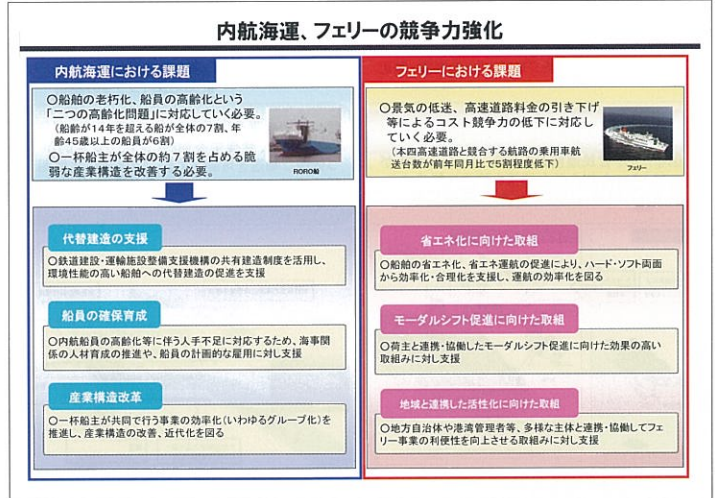 内航海運、フェリーの競争力強化
内航海運における課題
○船舶の老朽化、船員の高齢化という
「二つの高齢化問題」に対応していく必要。
(船齢が14年を超える船が全体の7割、年
齢45歳以上の船員が6割)
○一杯船主が全体の約7割を占める脆
弱な産業構造を改善する必要。
RORO船
代替建造の支援
○鉄道建設・運輸施設整備支援機構の共有建造制度を活用し、
環境性能の高い船舶への代替建造の促進を支援
船員の確保育成
○内航船員の高齢化等に伴う人手不足に対応するため、海事関
係の人材育成の推進や、船員の計画的な雇用に対し支援
産業構造改革
○一杯船主が共同で行う事業の効率化(いわゆるグループ化)を
推進し、産業構造の改善、近代化を図る
フェリーにおける課題
○景気の低迷、高速道路料金の引き下げ
等によるコスト競争力の低下に対応
していく必要。
(本四高速道路と競合する航路の乗用車航
送台数が前年同月比で5割程度低下)
フェリー
省エネ化に向けた取組
○船舶の省エネ化、省エネ運航の促進により、ハード・ソフト両面
から効率化・合理化を支援し、運航の効率化を図る
モーダルシフト促進に向けた取組
○荷主と連携・協働したモーダルシフト促進に向けた効果の高い
取組みに対し支援
地域と連携した活性化に向けた取組
○地方自治体や港湾管理者等、多様な主体と連携・協働してフェ
リー事業の利便性を向上させる取組みに対し支援